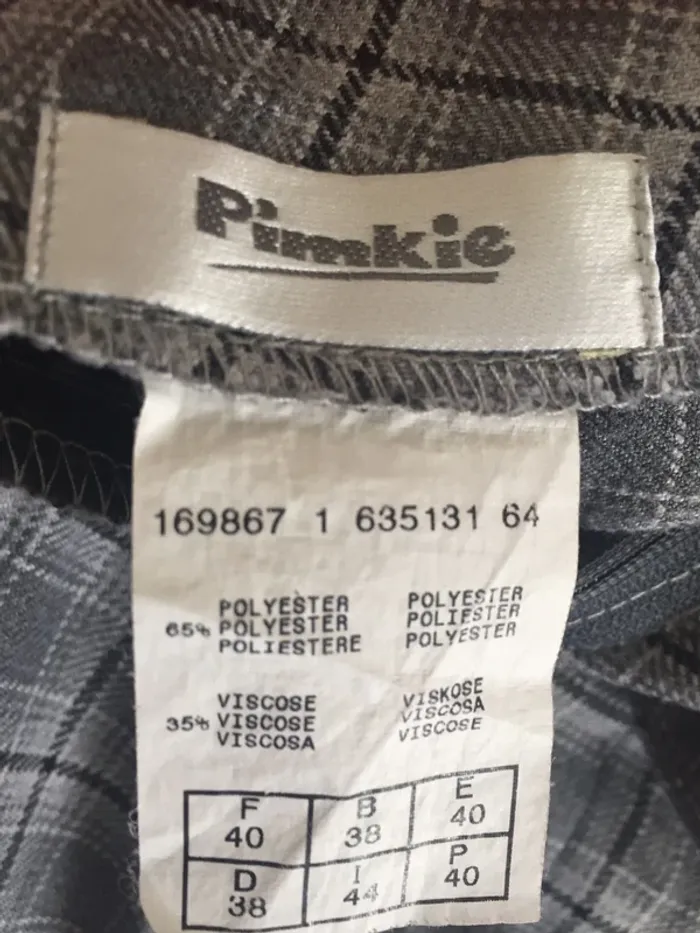 Pimkie
169867 1 635131 64
POLYESTER POLYESTER
65% POLYESTER POLIESTER
POLIESTERE POLYESTER
VISCOSE VISKOSE
35% VISCOSE VISCOSA
VISCOSA VISCOSE
F B E
40 38 40
D I P
38 44 40